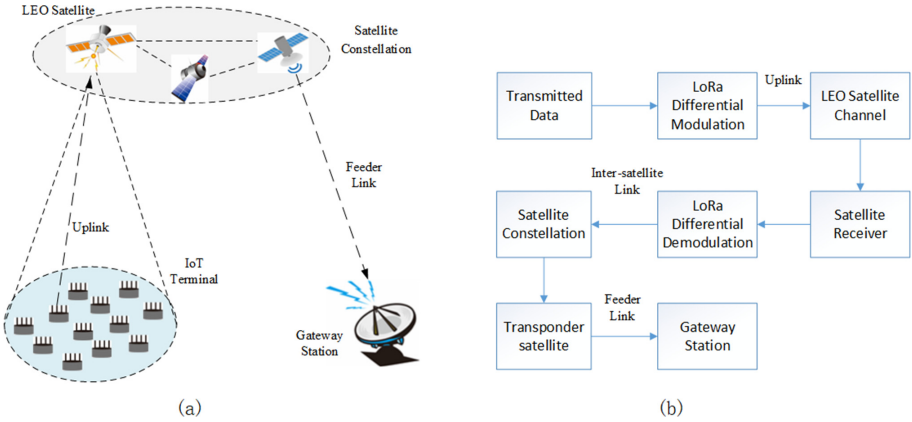 LEO Satellite
Satellite
Constellation
Feeder
Link
Uplink
IoT
Terminal
Gateway
Station
(a)
Transmitted
Data
LoRa
Differential
Modulation
Uplink
LEO Satellite
Channel
Inter-satellite
Link
Satellite
Constellation
LoRa
Differential
Demodulation
Satellite
Receiver
Transponder
satellite
Feeder
Link
Gateway
Station
(b)